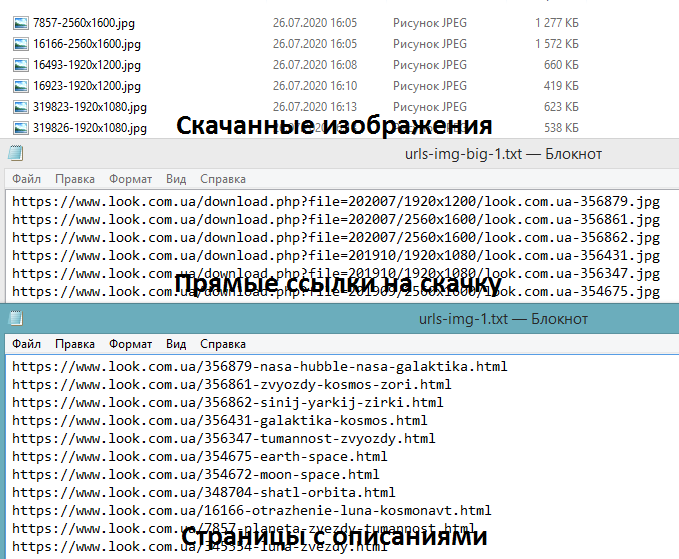 7857-2560x1600.jpg 26.07.2020 16:05 Рисунок JPEG 1 277 КБ
16166-2560x1600.jpg 26.07.2020 16:05 Рисунок JPEG 1 572 КБ
16493-1920x1200.jpg 26.07.2020 16:08 Рисунок JPEG 660 КБ
16923-1920x1200.jpg 26.07.2020 16:10 Рисунок JPEG 419 КБ
319823-1920x1080.jpg 26.07.2020 16:13 Рисунок JPEG 623 КБ
319826-1920x1080.jpg 538 КБ
Скачанные изображения
urls-img-big-1.txt — Блокнот
Файл Правка Формат Вид Справка
https://www.look.com.ua/download.php?file=202007/1920x1200/look.com.ua-356879.jpg
https://www.look.com.ua/download.php?file=202007/2560x1600/look.com.ua-356861.jpg
https://www.look.com.ua/download.php?file=202007/2560x1600/look.com.ua-356862.jpg
https://www.look.com.ua/download.php?file=201910/1920x1080/look.com.ua-356431.jpg
https://www.look.com.ua/download.php?file=201910/1920x1080/look.com.ua-356347.jpg
Прямые ссылки на скачку
https://www.look.com.ua/download.php?file=201909/2560x1600/look.com.ua-354675.jpg
urls-img-1.txt — Блокнот
Файл Правка Формат Вид Справка
https://www.look.com.ua/356879-nasa-hubble-nasa-galaktika.html
https://www.look.com.ua/356861-zvyozdy-kosmos-zori.html
https://www.look.com.ua/356862-sinij-yarkij-zirki.html
https://www.look.com.ua/356431-galaktika-kosmos.html
https://www.look.com.ua/356347-tumannost-zvyozdy.html
https://www.look.com.ua/354675-earth-space.html
https://www.look.com.ua/354672-moon-space.html
https://www.look.com.ua/348704-shatl-orbita.html
https://www.look.com.ua/16166-otrazhenie-luna-kosmonavt.html
https://www.look.com.ua/7857-planeta-zvezdy-tumannost.html
Страницы с описаниями
https://www.look.com.ua/345354-luna-zvezdy.html